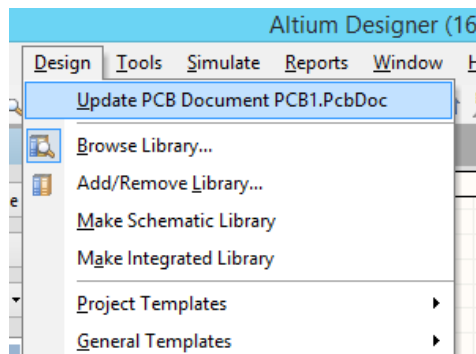 Altium Designer (16
Design Tools Simulate Reports Window H
Update PCB Document PCB1.PcbDoc
Browse Library...
Add/Remove Library...
e
Make Schematic Library
Make Integrated Library
Project Templates
General Templates